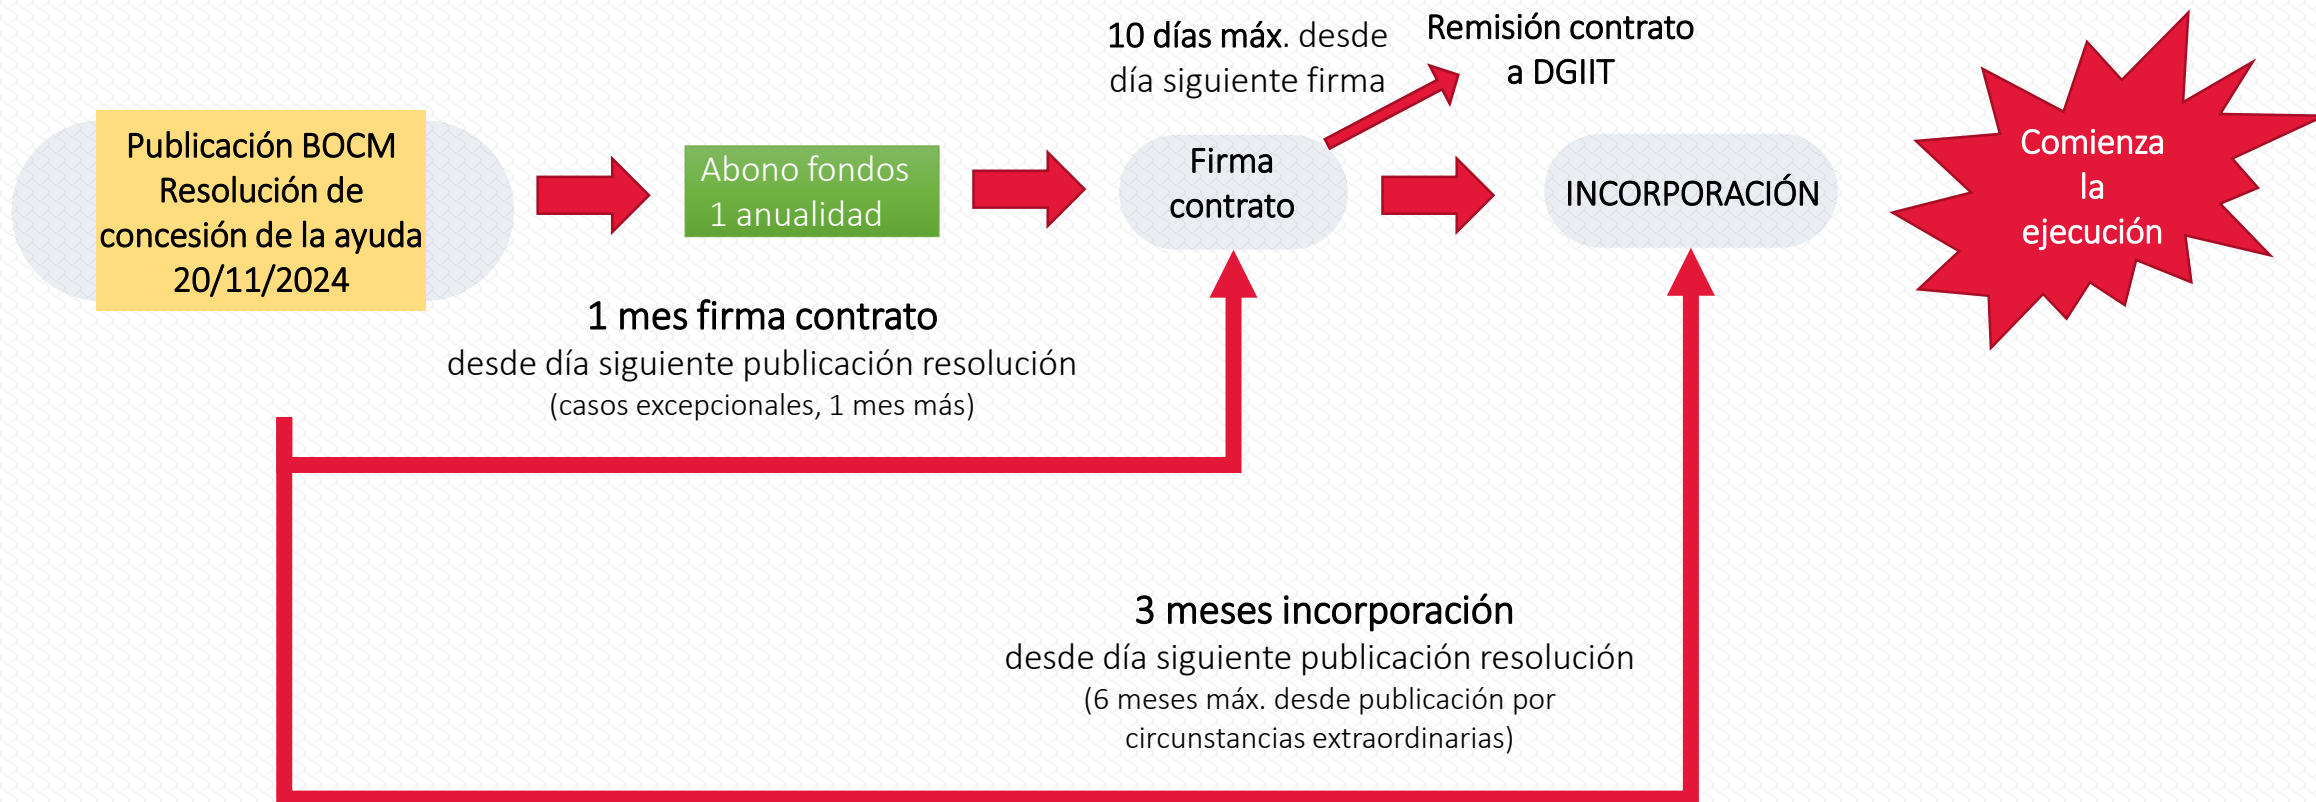 Publicación BOCM
Resolución de
concesión de la ayuda
20/11/2024
Abono fondos
1 anualidad
1 mes firma contrato
desde día siguiente publicación resolución
(casos excepcionales, 1 mes más)
10 días máx. desde
día siguiente firma
Remisión contrato
a DGIIT
Firma
contrato
INCORPORACIÓN
3 meses incorporación
desde día siguiente publicación resolución
(6 meses máx. desde publicación por
circunstancias extraordinarias)
Comienza
la
ejecución